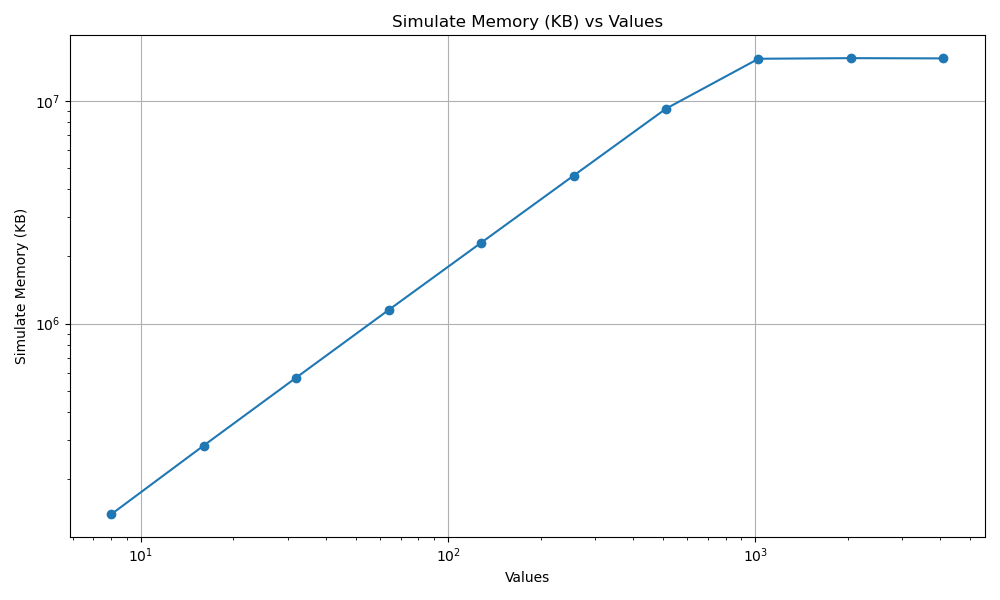 Simulate Memory (KB) vs Values
Simulate Memory (KB)
10⁷
10⁶
10¹
10²
10³
Values